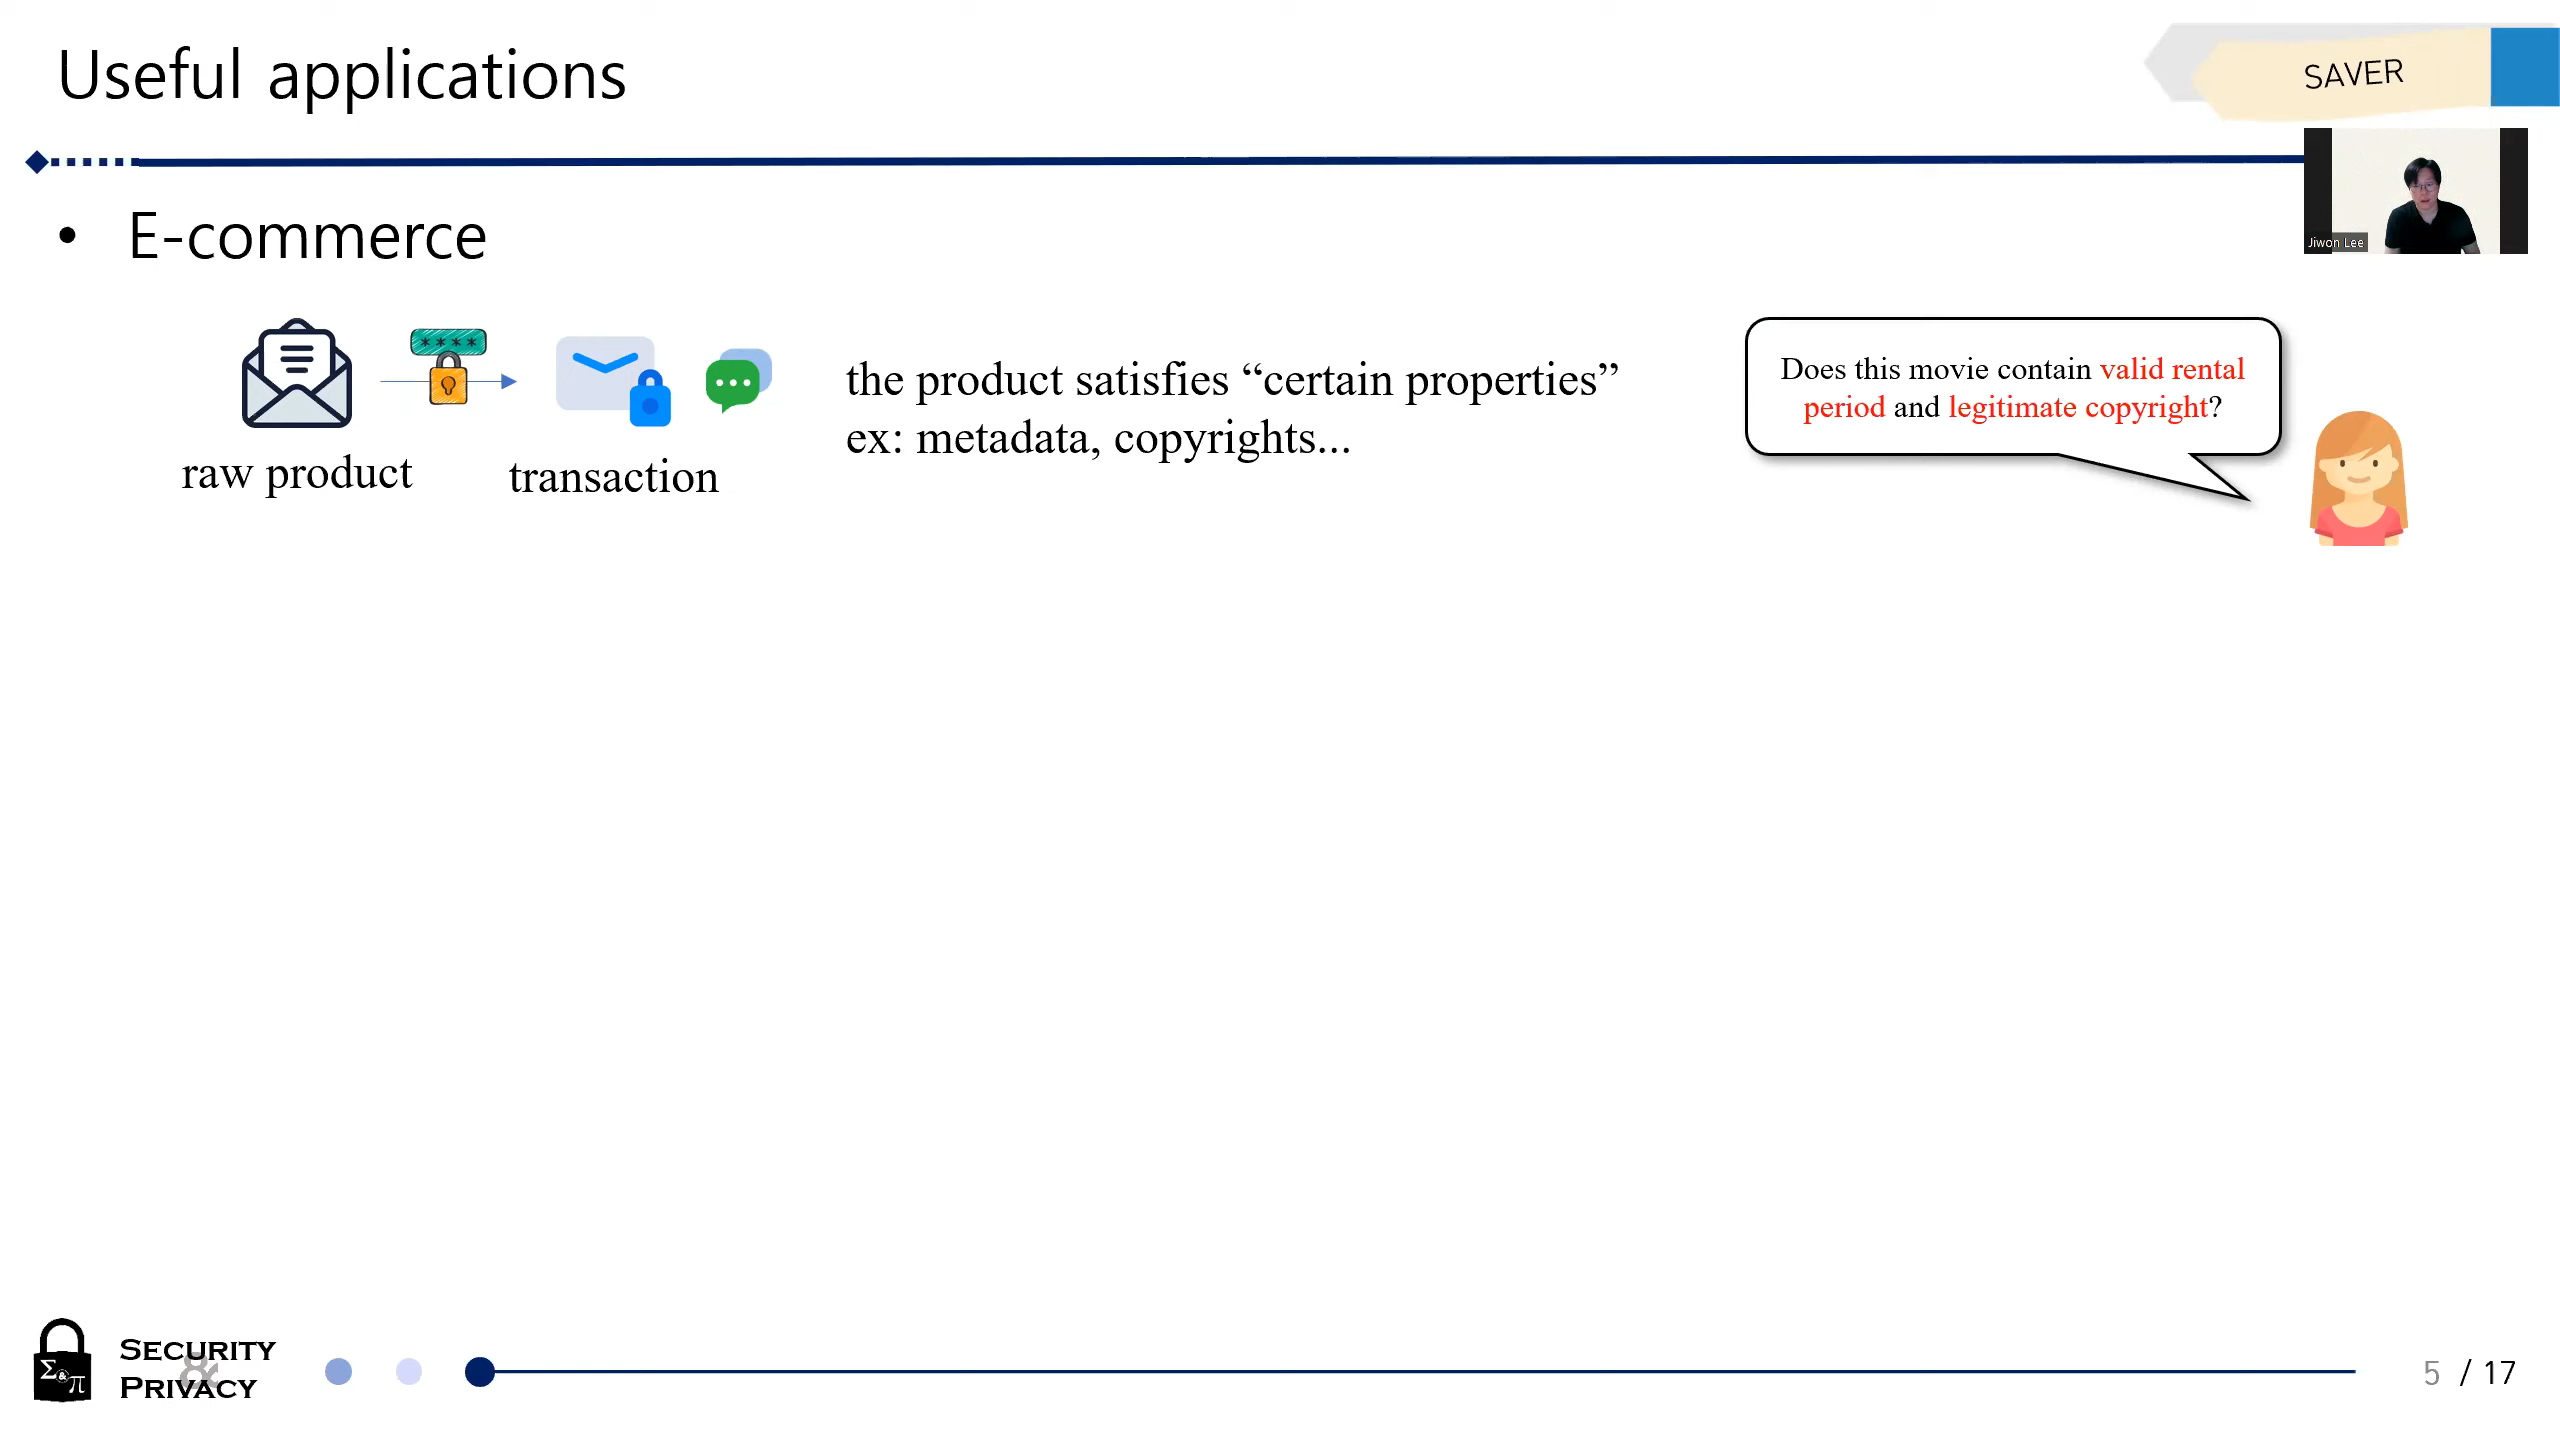 Useful applications
SAVER
Jiwon Lee
• E-commerce
****
raw product
transaction
the product satisfies “certain properties”
ex: metadata, copyrights...
Does this movie contain valid rental
period and legitimate copyright?
Σ&π
SECURITY
&
PRIVACY
5 / 17